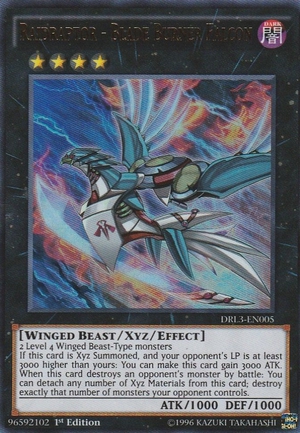 RAIDRAPTOR - BLADE BURNER FALCON
DARK
闇
DRL3-EN005
[WINGED BEAST/XYZ/EFFECT]
2 Level 4 Winged Beast-Type monsters
If this card is Xyz Summoned, and your opponent's LP is at least
3000 higher than yours: You can make this card gain 3000 ATK.
When this card destroys an opponent's monster by battle: You
can detach any number of Xyz Materials from this card; destroy
exactly that many monsters your opponent controls.
ATK/1000 DEF/1000
96592102 1st Edition ©1996 KAZUKI TAKAHASHI